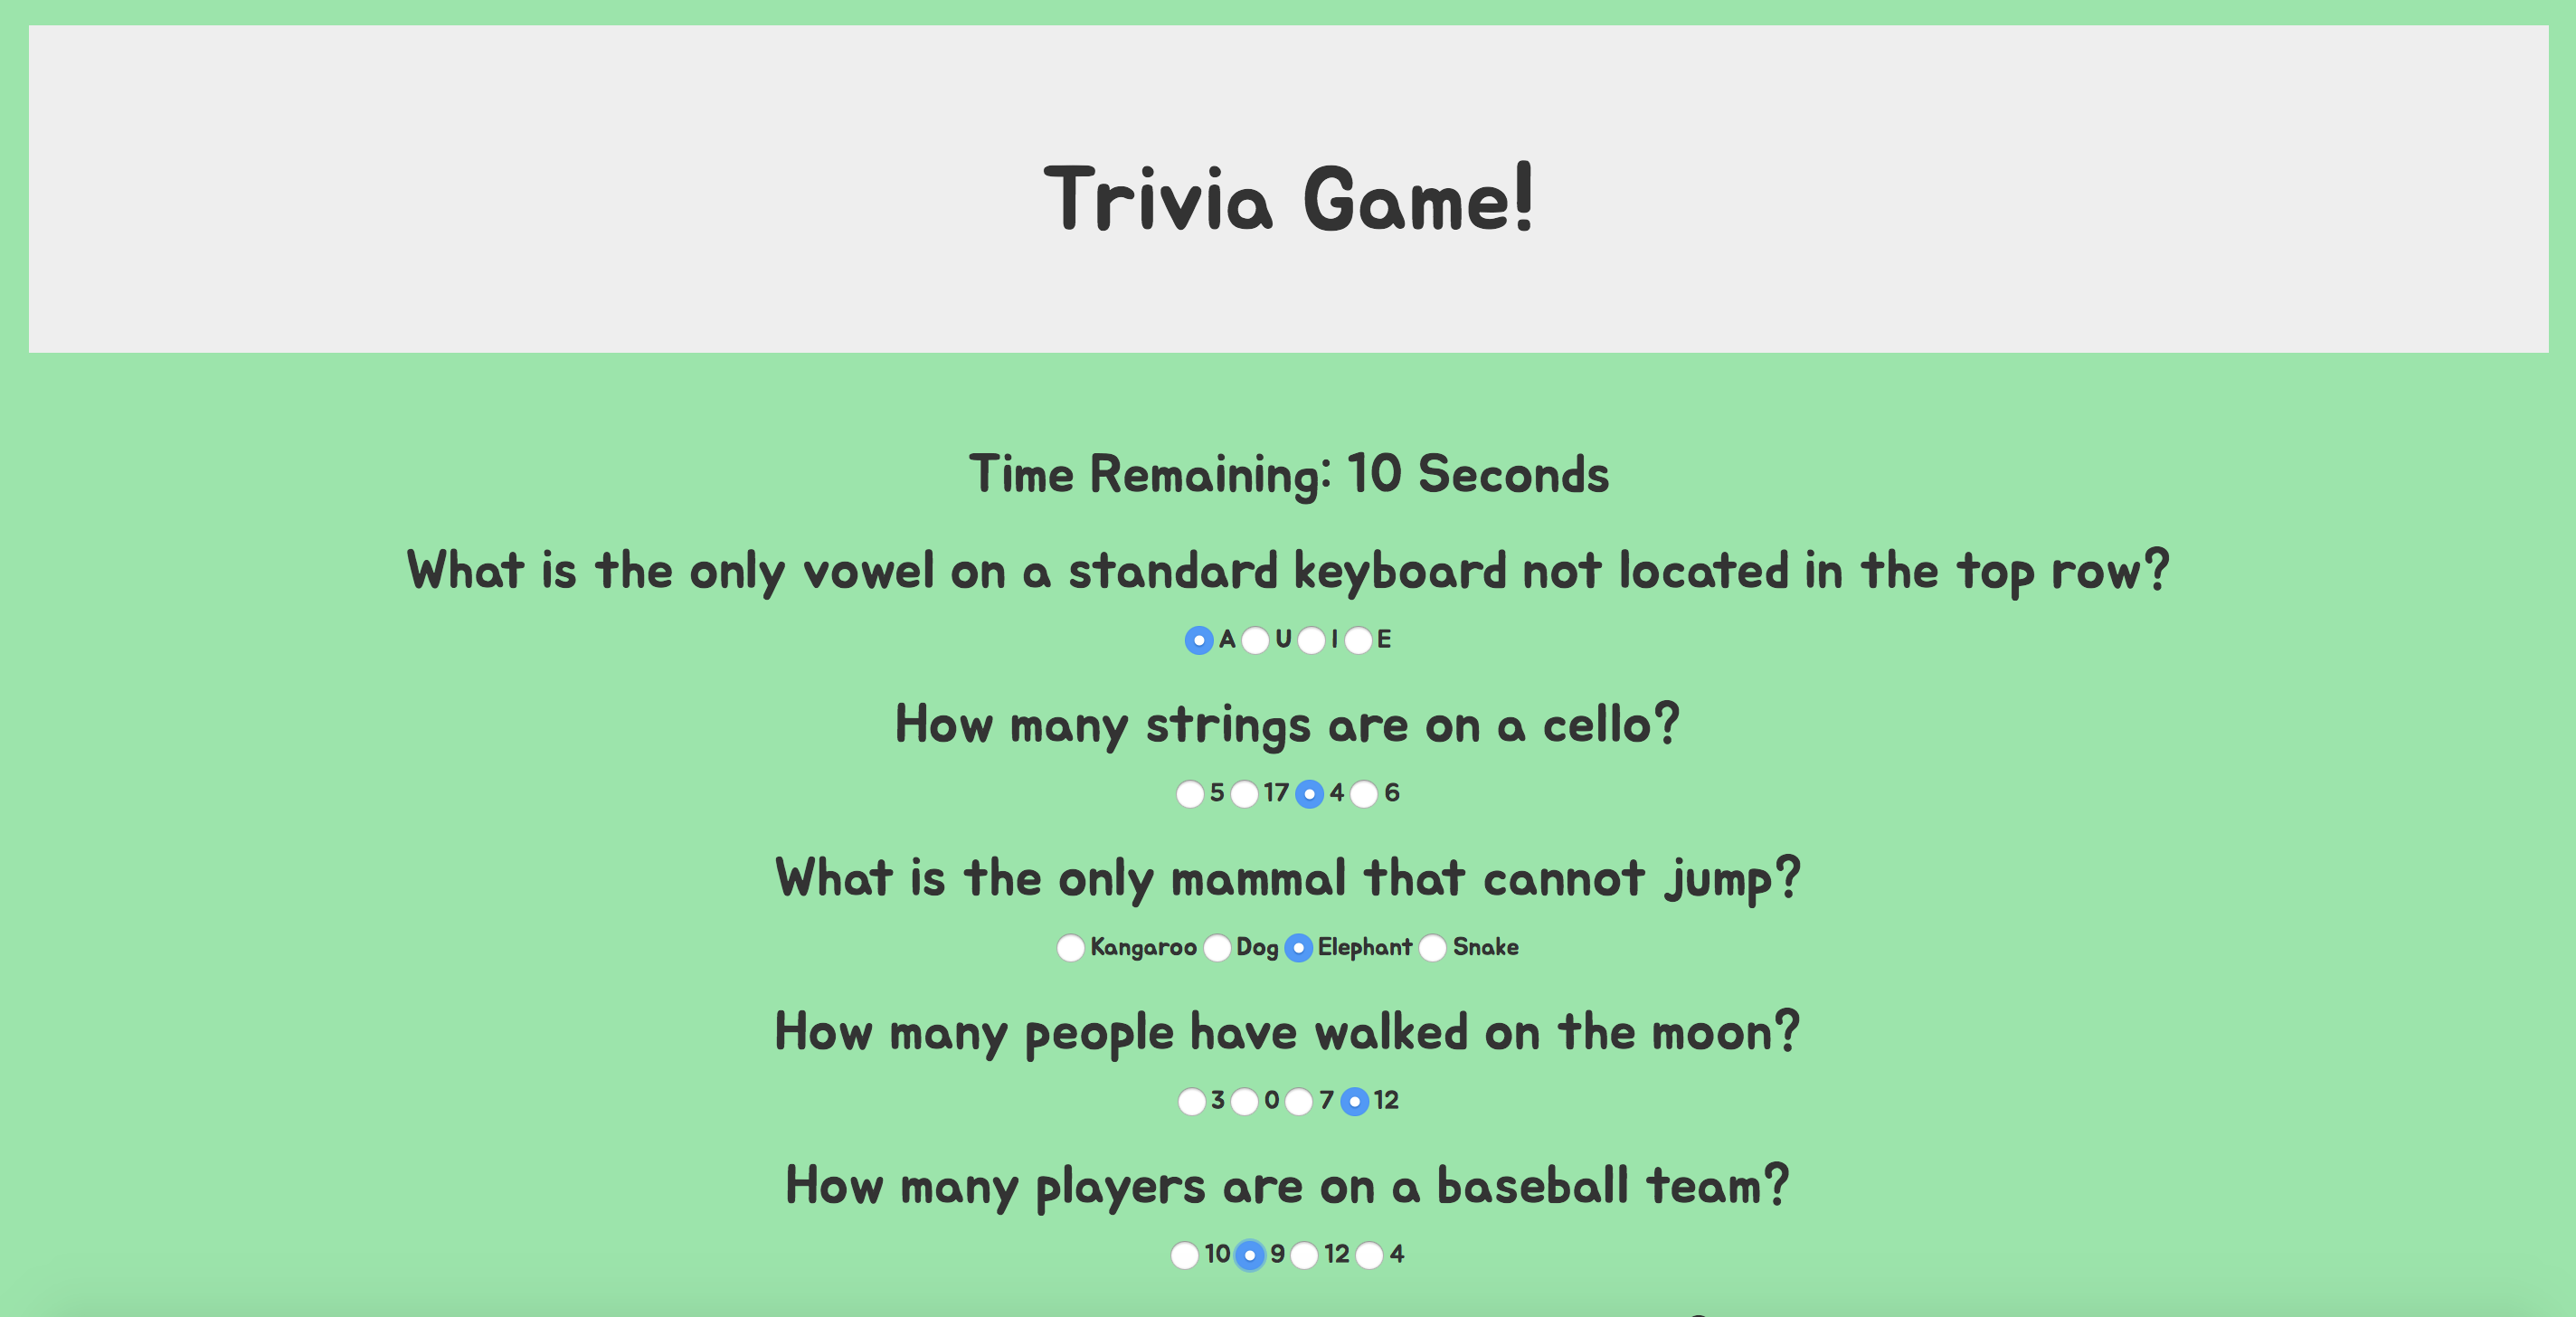 Trivia Game!
Time Remaining: 10 Seconds
What is the only vowel on a standard keyboard not located in the top row?
A U I E
How many strings are on a cello?
5 17 4 6
What is the only mammal that cannot jump?
Kangaroo Dog Elephant Snake
How many people have walked on the moon?
3 0 7 12
How many players are on a baseball team?
10 9 12 4